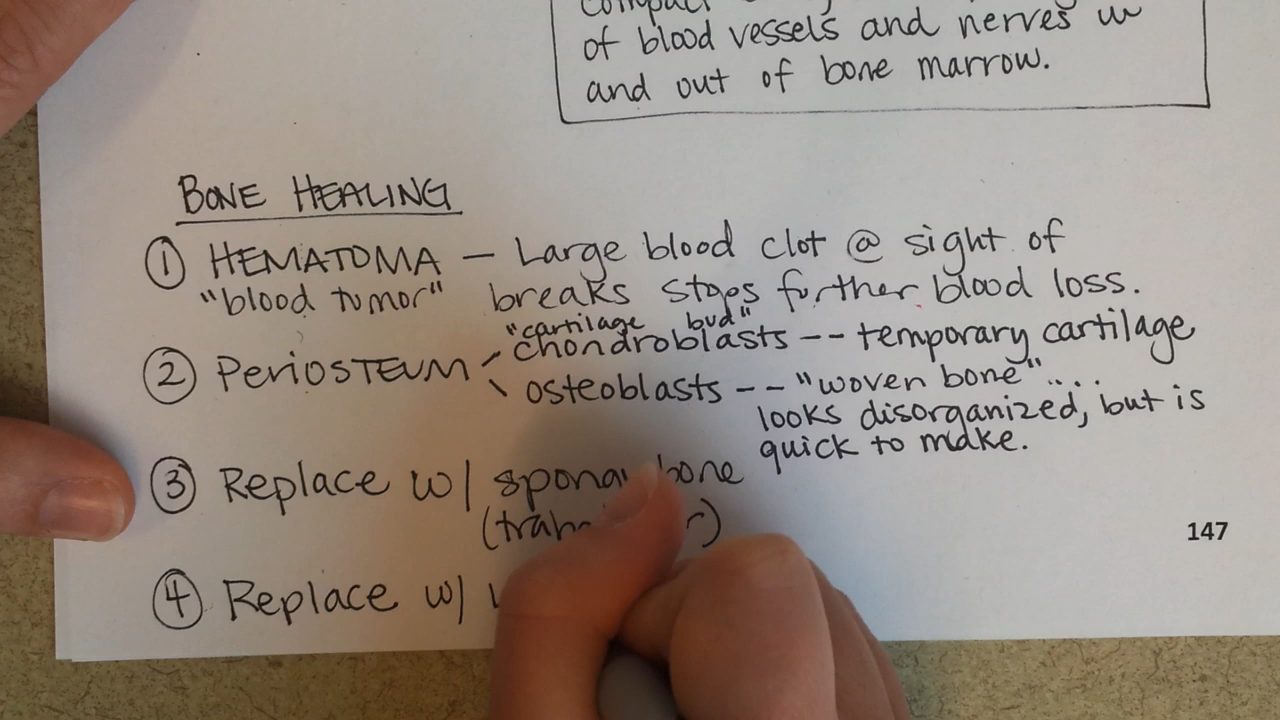 of blood vessels and nerves in
and out of bone marrow.
BONE HEALING
① HEMATOMA — Large blood clot @ sight of
"blood tumor" breaks stops further blood loss.
"cartilage bud"
② PERIOSTEUM chondroblasts -- temporary cartilage
osteoblasts -- "woven bone"...
looks disorganized, but is
quick to make.
③ Replace w/ spongy bone
147
④ Replace w/